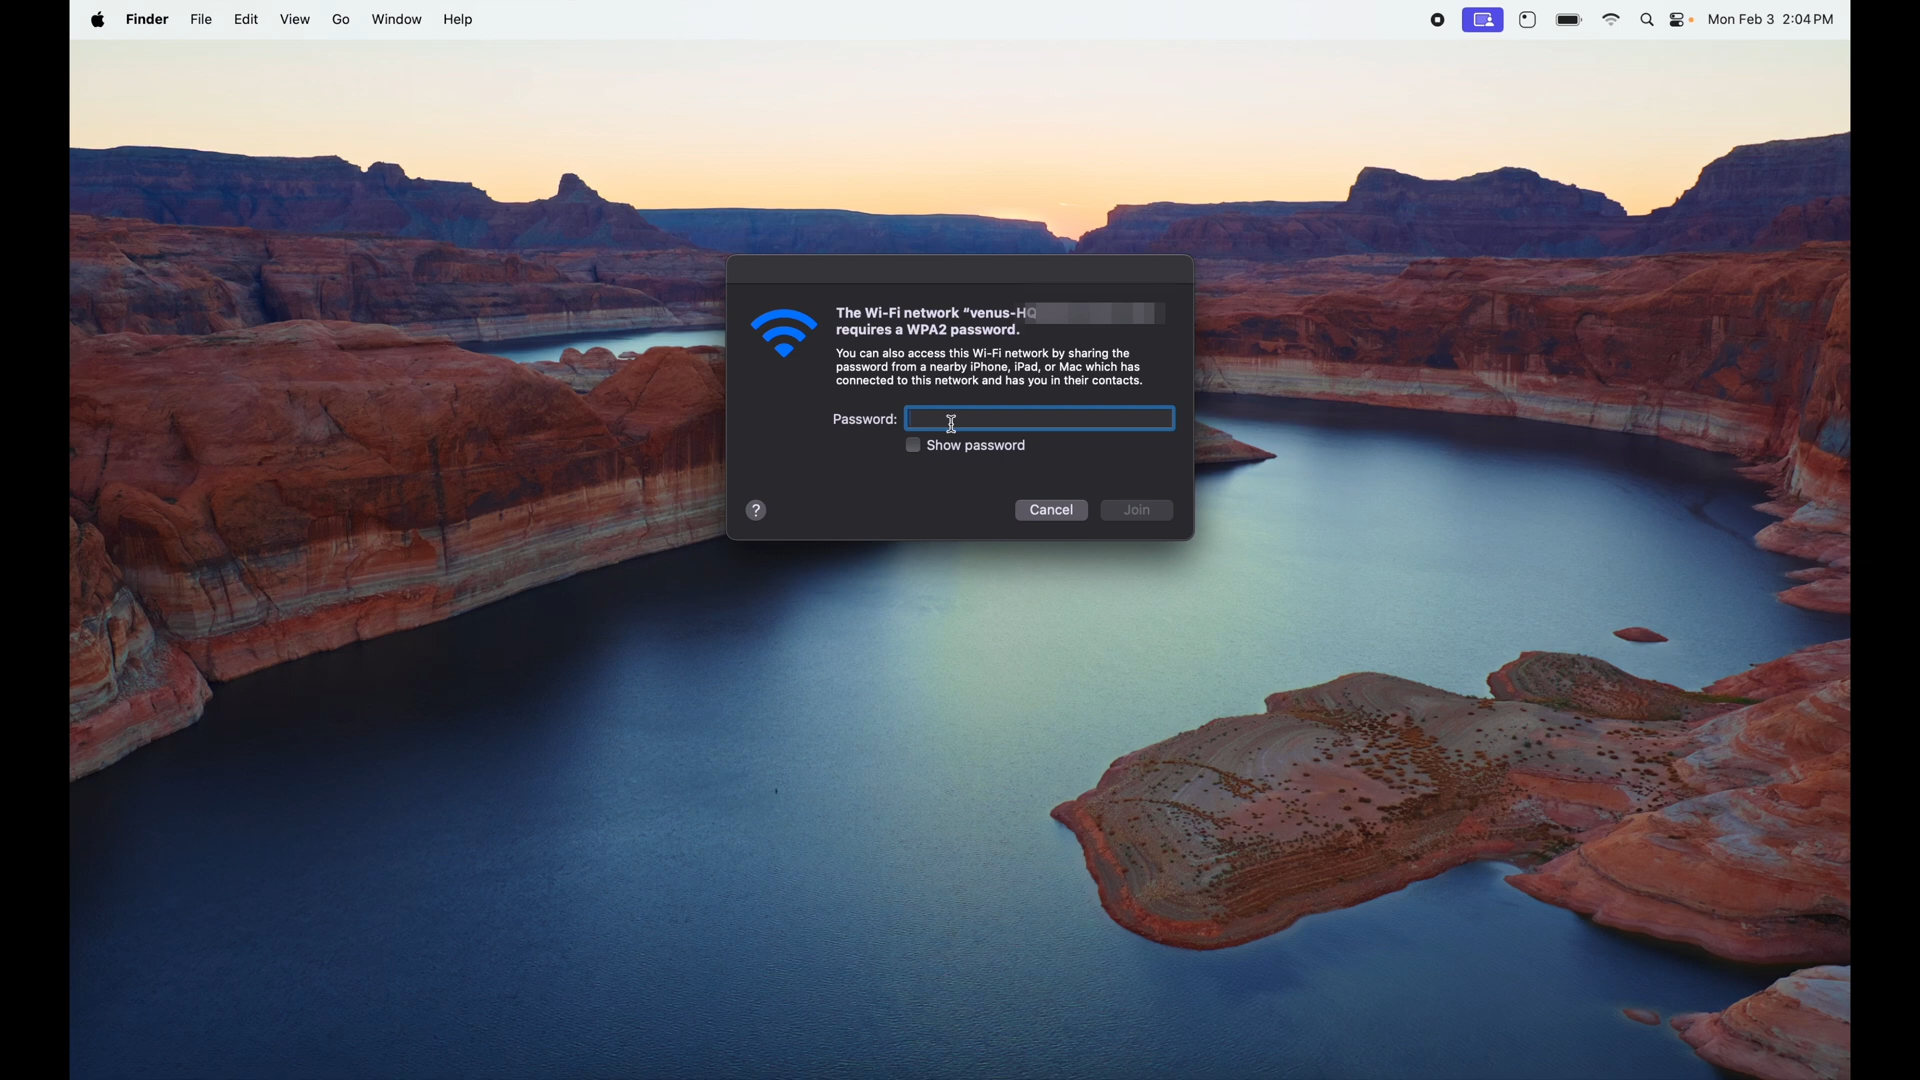 Finder File Edit View Go Window Help Mon Feb 3 2:04 PM
The Wi-Fi network “venus-HQ
requires a WPA2 password.
You can also access this Wi-Fi network by sharing the
password from a nearby iPhone, iPad, or Mac which has
connected to this network and has you in their contacts.
Password:
Show password
? Cancel Join